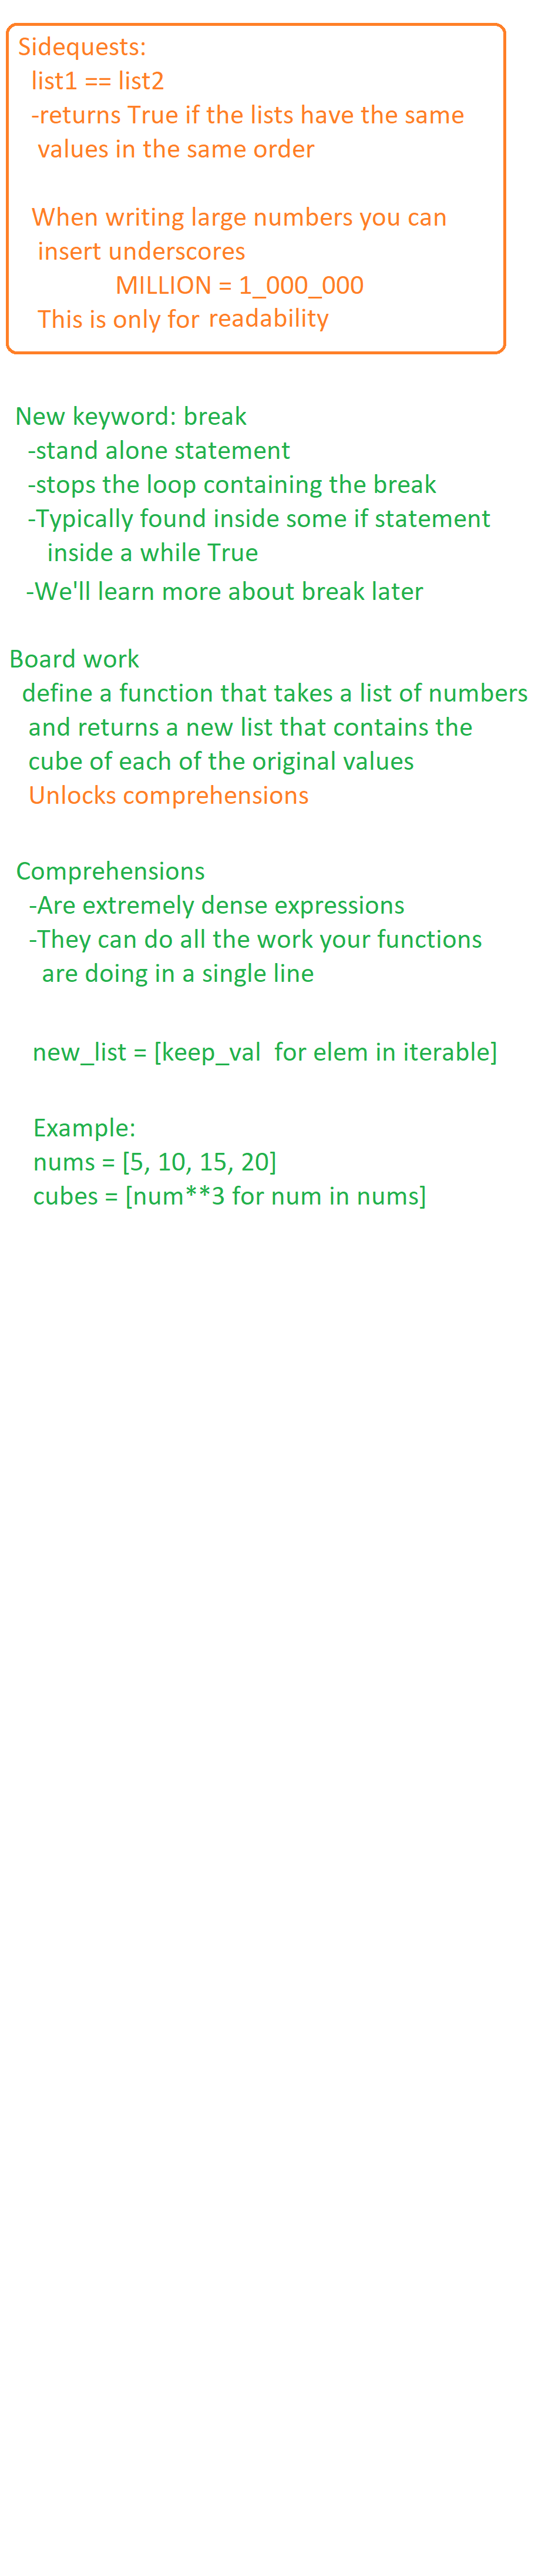 Sidequests:
list1 == list2
-returns True if the lists have the same
values in the same order
When writing large numbers you can
insert underscores
MILLION = 1_000_000
This is only for readability
New keyword: break
-stand alone statement
-stops the loop containing the break
-Typically found inside some if statement
inside a while True
-We'll learn more about break later
Board work
define a function that takes a list of numbers
and returns a new list that contains the
cube of each of the original values
Unlocks comprehensions
Comprehensions
-Are extremely dense expressions
-They can do all the work your functions
are doing in a single line
new_list = [keep_val  for elem in iterable]
Example:
nums = [5, 10, 15, 20]
cubes = [num**3 for num in nums]